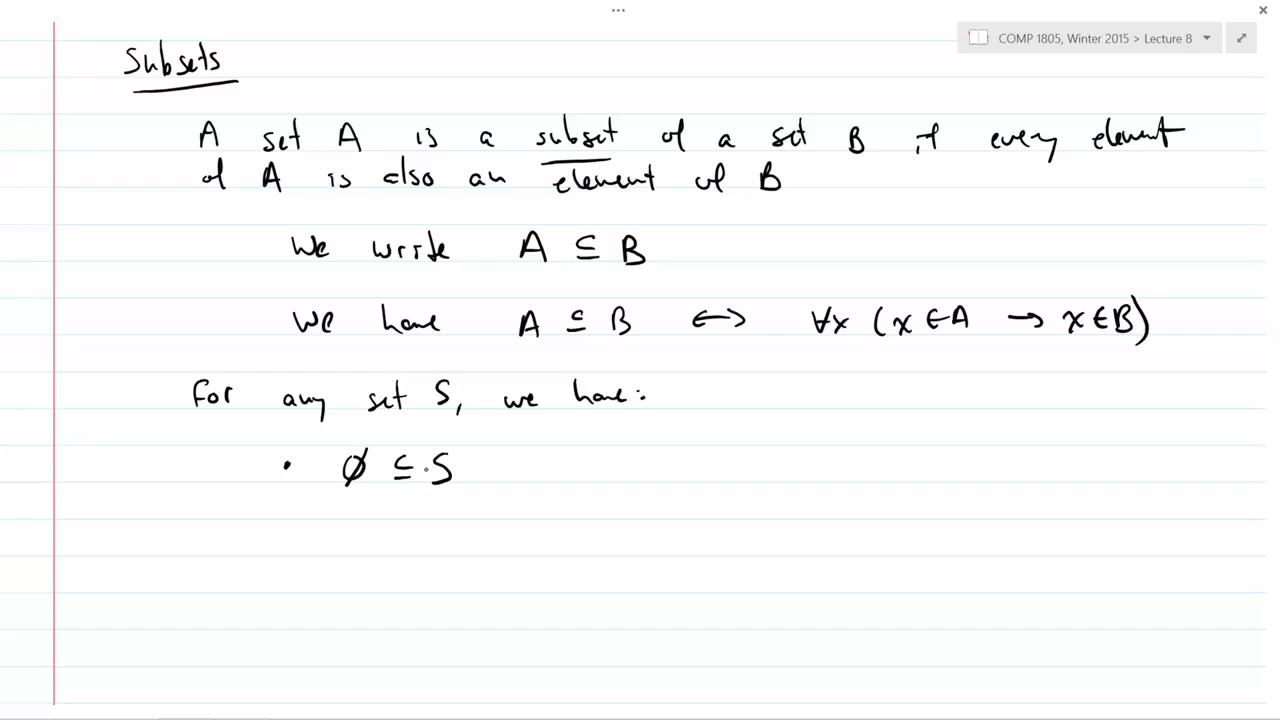 COMP 1805, Winter 2015 > Lecture 8
Subsets
A set A is a subset of a set B if every element
of A is also an element of B
We write A ⊆ B
We have A ⊆ B ↔ ∀x (x ∈ A → x ∈ B)
For any set S, we have:
• ∅ ⊆ S